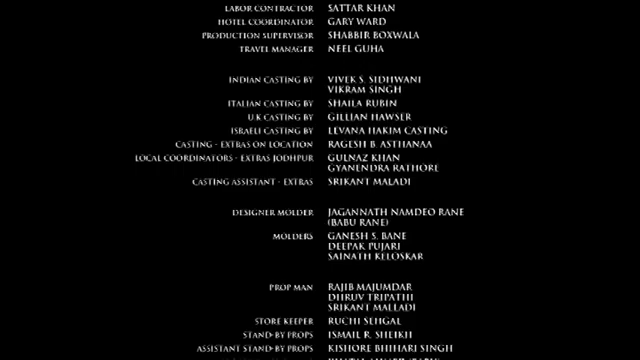 LABOR CONTRACTOR SATTAR KHAN
HOTEL COORDINATOR GARY WARD
PRODUCTION SUPERVISOR SHABBIR BOXWALA
TRAVEL MANAGER NEEL GUHA
INDIAN CASTING BY VIVEK S. SIDHWANI
VIKRAM SINGH
ITALIAN CASTING BY SHAILA RUBIN
U.K CASTING BY GILLIAN HAWSER
ISRAELI CASTING BY LEVANA HAKIM CASTING
CASTING - EXTRAS ON LOCATION RAGESH B. ASTHANAA
LOCAL COORDINATORS - EXTRAS JODHPUR GULNAZ KHAN
GYANENDRA RATHORE
CASTING ASSISTANT - EXTRAS SRIKANT MALADI
DESIGNER MOLDER JAGANNATH NAMDEO RANE
(BABU RANE)
MOLDERS GANESH S. BANE
DEEPAK PUJARI
SAINATH KELOSKAR
PROP MAN RAJIB MAJUMDAR
DHRUV TRIPATHI
SRIKANT MALLADI
STORE KEEPER RUCHI SEHGAL
STAND-BY PROPS ISMAIL R. SHEIKH
ASSISTANT STAND-BY PROPS KISHORE BHIHARI SINGH